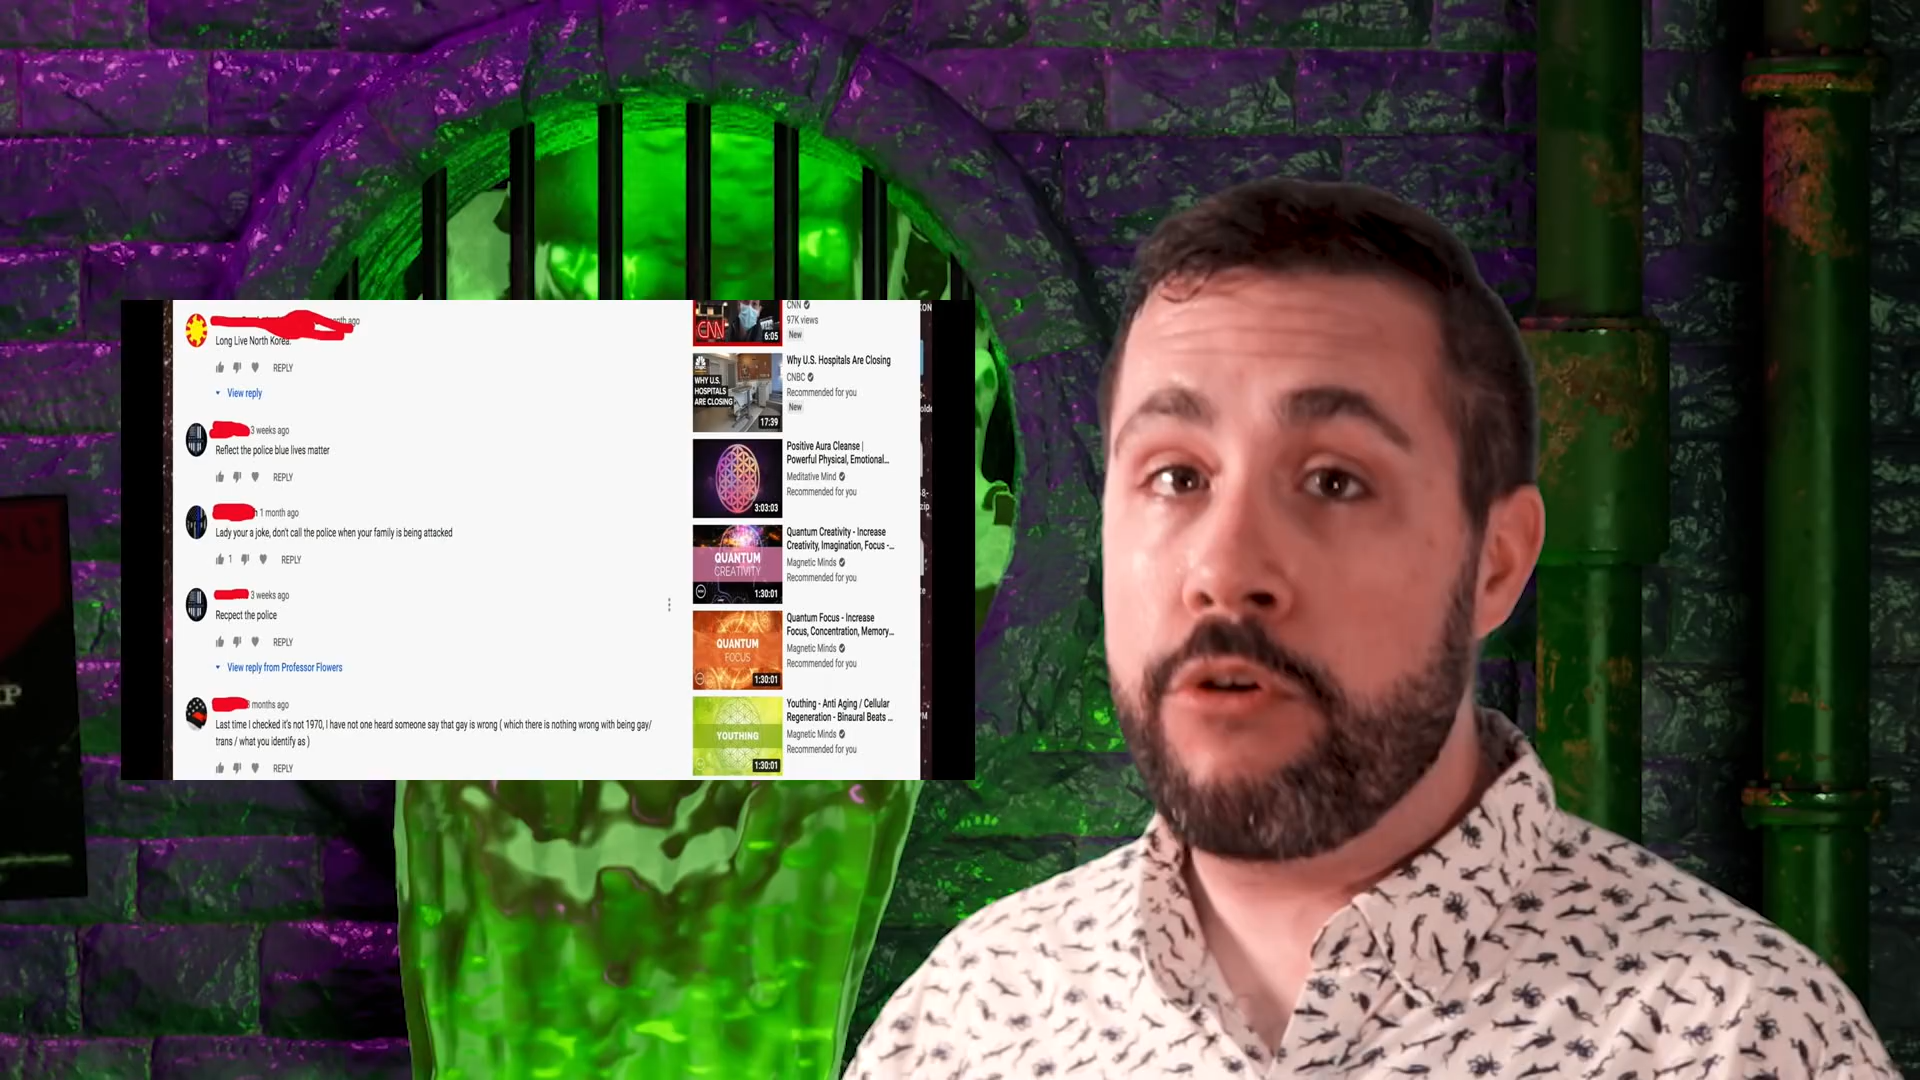 nth ago
Long Live North Korea.
REPLY
View reply
3 weeks ago
Reflect the police blue lives matter
REPLY
1 month ago
Lady your a joke, don't call the police when your family is being attacked
1
REPLY
3 weeks ago
Recpect the police
REPLY
View reply from Professor Flowers
months ago
Last time I checked it's not 1970, I have not one heard someone say that gay is wrong ( which there is nothing wrong with being gay/
trans / what you identify as )
REPLY
CNN
6:05
CNN
97K views
New
WHY U.S.
HOSPITALS
ARE CLOSING
17:39
Why U.S. Hospitals Are Closing
CNBC
Recommended for you
New
3:03:03
Positive Aura Cleanse |
Powerful Physical, Emotional...
Meditative Mind
Recommended for you
QUANTUM
CREATIVITY
1:30:01
Quantum Creativity - Increase
Creativity, Imagination, Focus -...
Magnetic Minds
Recommended for you
QUANTUM
FOCUS
1:30:01
Quantum Focus - Increase
Focus, Concentration, Memory...
Magnetic Minds
Recommended for you
YOUTHING
1:30:01
Youthing - Anti Aging / Cellular
Regeneration - Binaural Beats ...
Magnetic Minds
Recommended for you